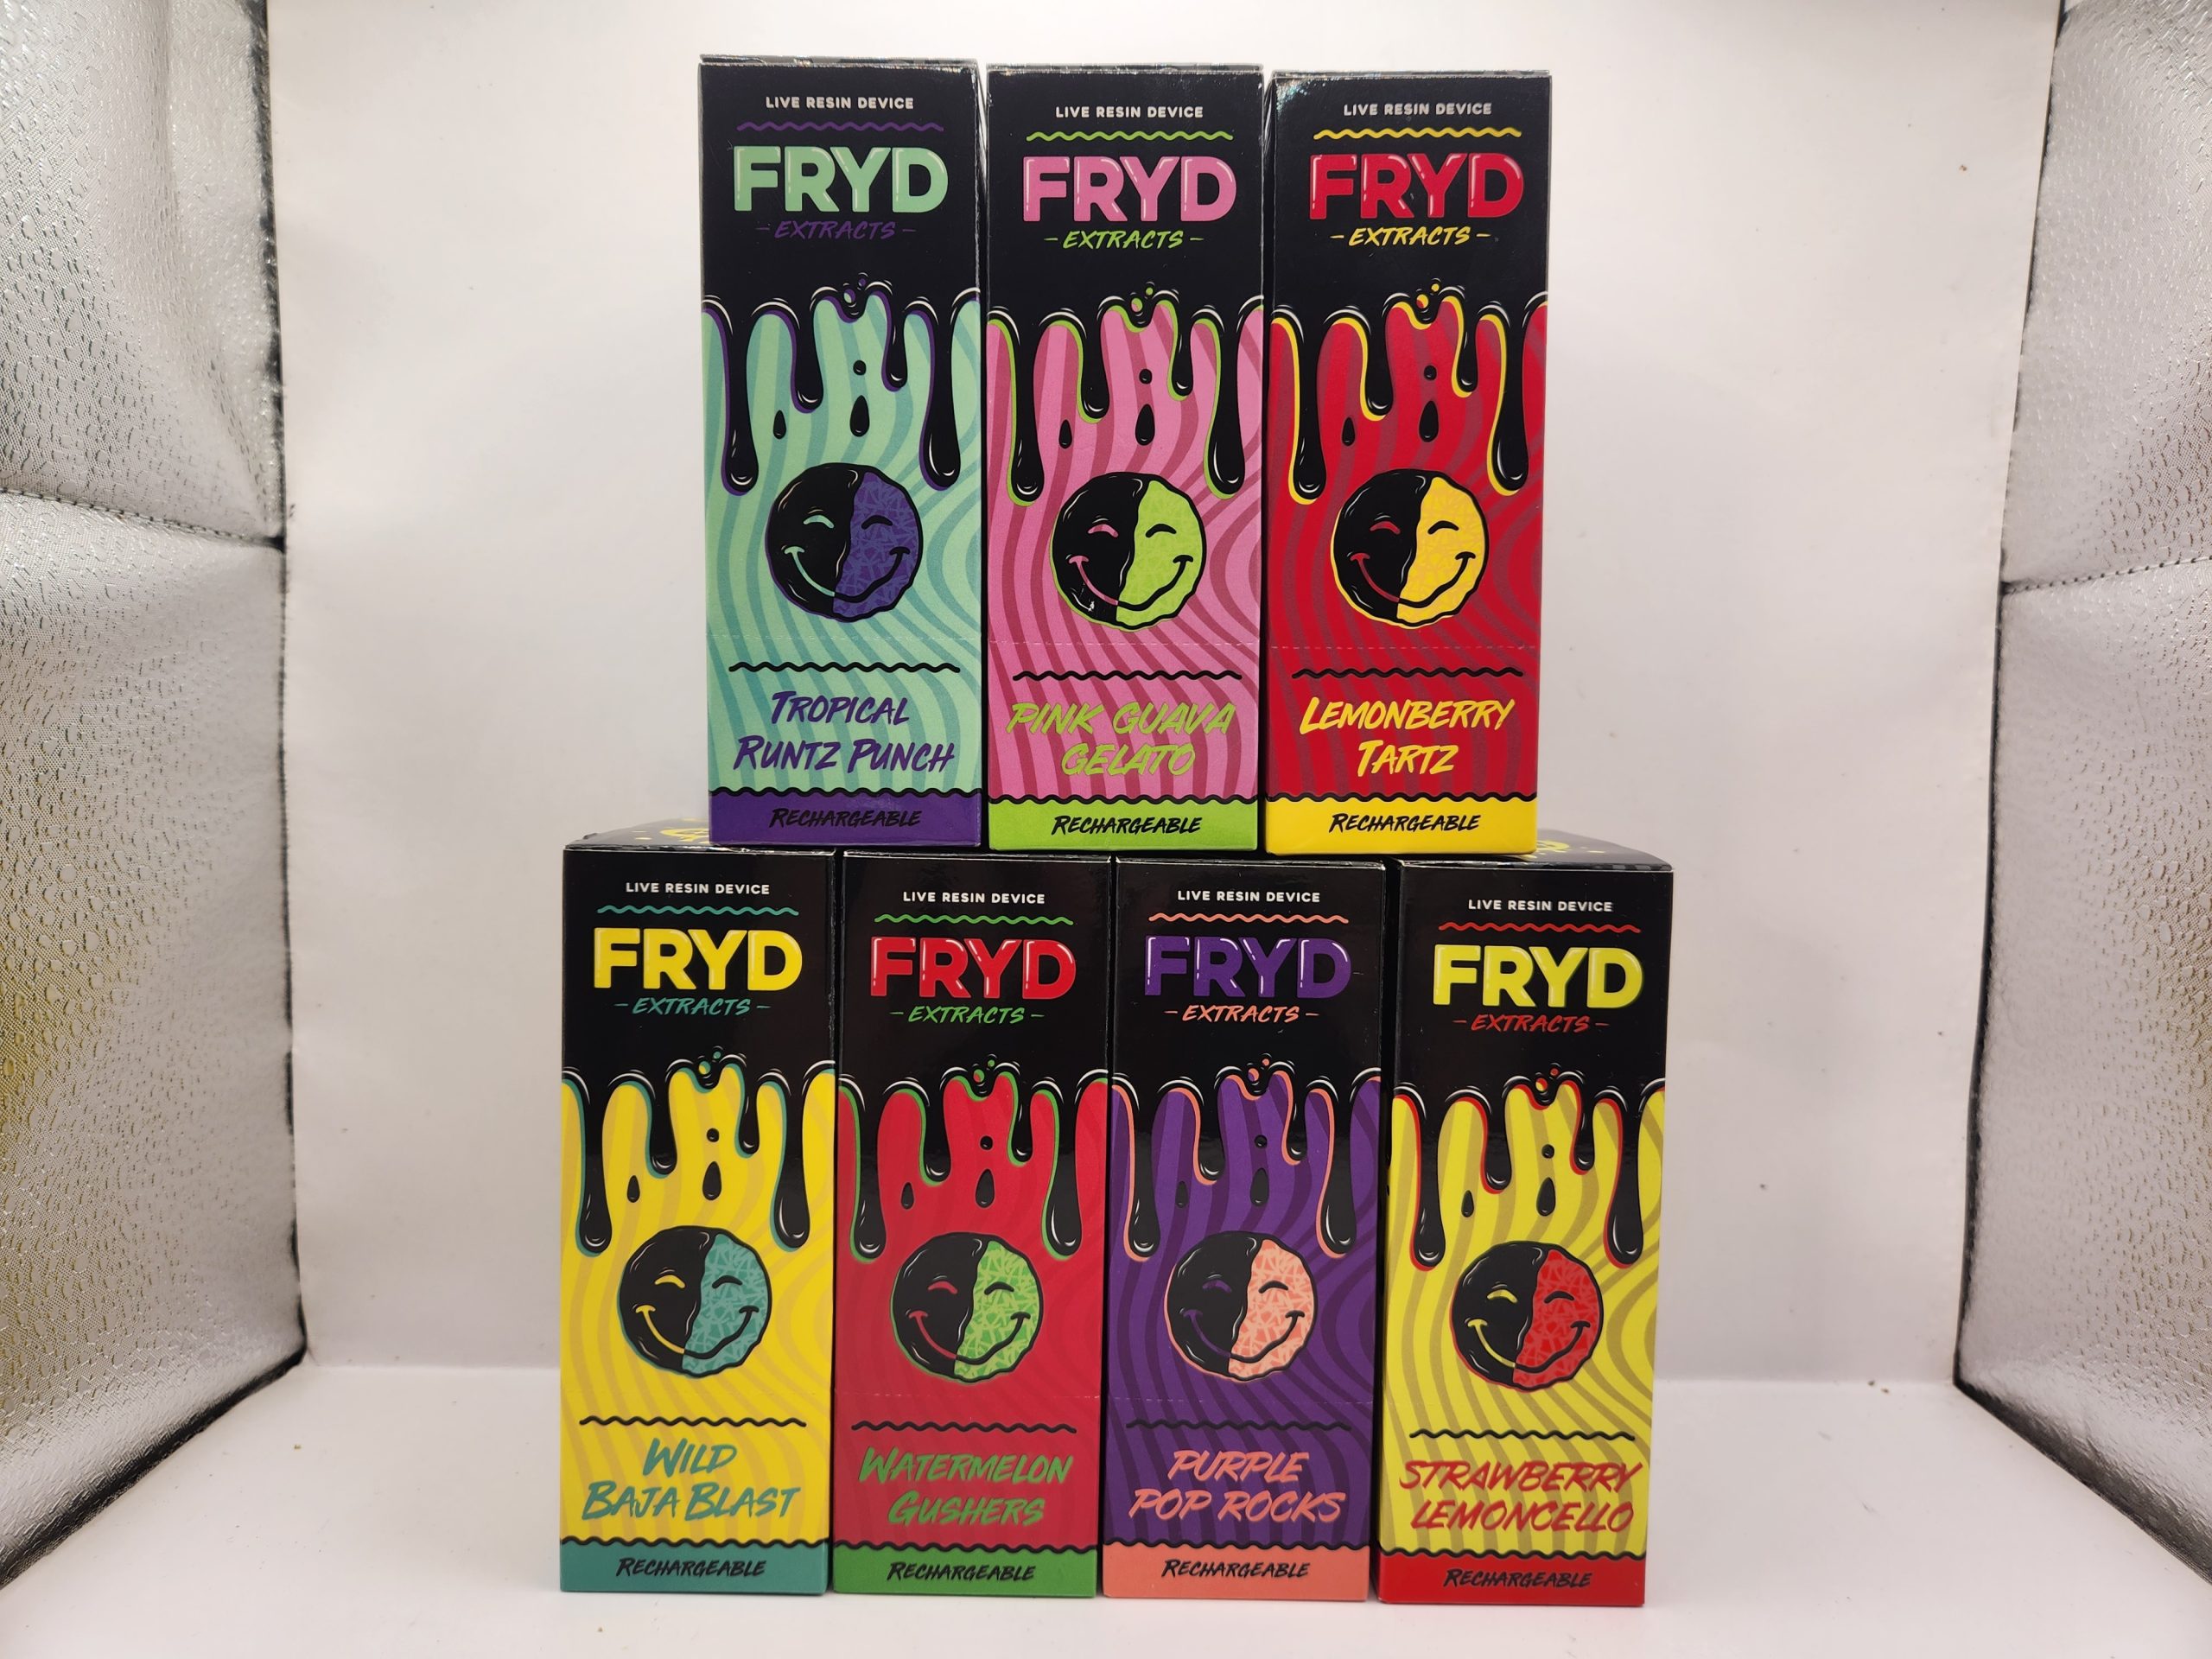 LIVE RESIN DEVICE
FRYD
- EXTRACTS -
TROPICAL
RUNTZ PUNCH
RECHARGEABLE
LIVE RESIN DEVICE
FRYD
- EXTRACTS -
PINK GUAVA
GELATO
RECHARGEABLE
LIVE RESIN DEVICE
FRYD
- EXTRACTS -
LEMONBERRY
TARTZ
RECHARGEABLE
LIVE RESIN DEVICE
FRYD
- EXTRACTS -
WILD
BAJA BLAST
RECHARGEABLE
LIVE RESIN DEVICE
FRYD
- EXTRACTS -
WATERMELON
GUSHERS
RECHARGEABLE
LIVE RESIN DEVICE
FRYD
- EXTRACTS -
PURPLE
POP ROCKS
RECHARGEABLE
LIVE RESIN DEVICE
FRYD
- EXTRACTS -
STRAWBERRY
LEMONCELLO
RECHARGEABLE